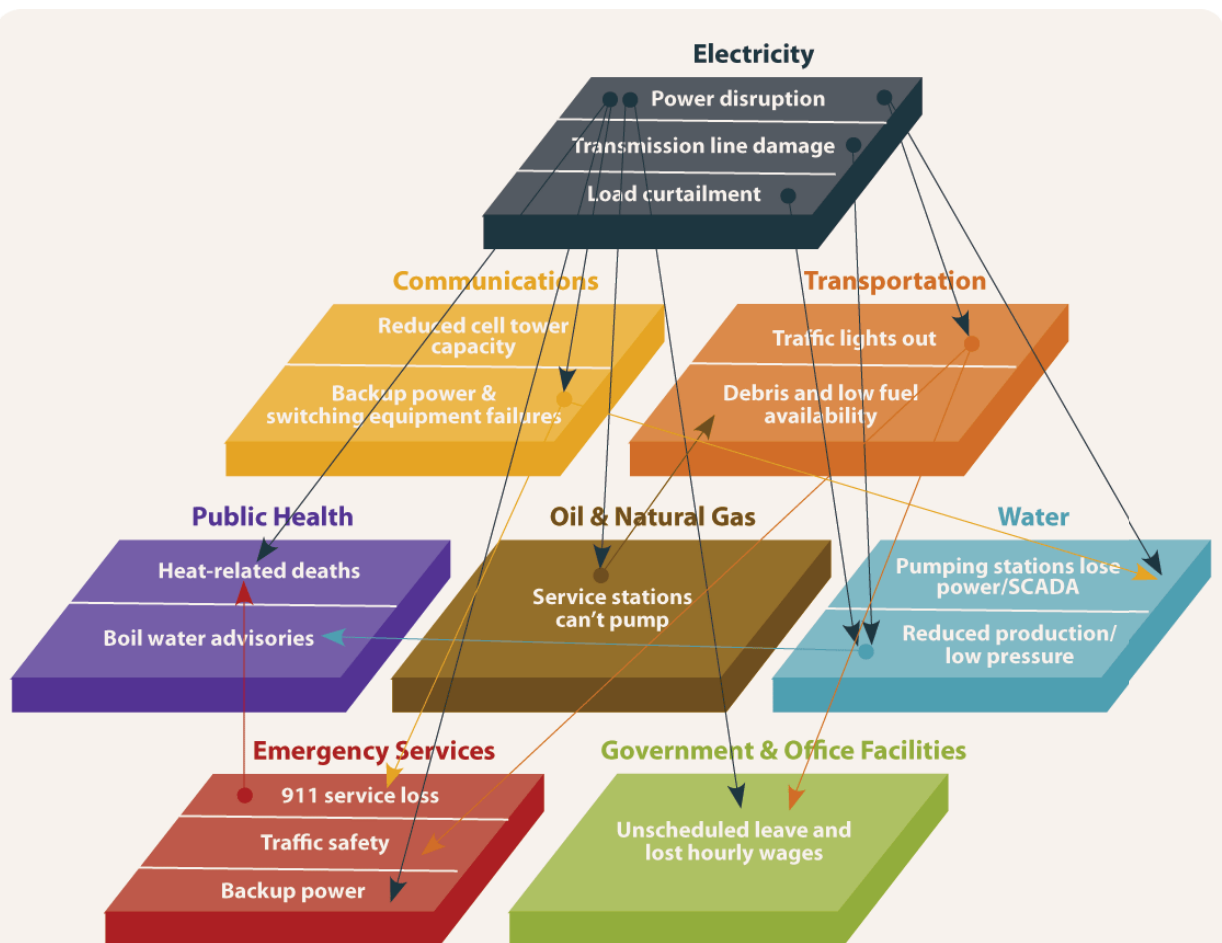 Electricity
Power disruption
Transmission line damage
Load curtailment
Communications
Reduced cell tower
capacity
Backup power &
switching equipment failures
Transportation
Traffic lights out
Debris and low fuel
availability
Public Health
Heat-related deaths
Boil water advisories
Oil & Natural Gas
Service stations
can't pump
Water
Pumping stations lose
power/SCADA
Reduced production/
low pressure
Emergency Services
911 service loss
Traffic safety
Backup power
Government & Office Facilities
Unscheduled leave and
lost hourly wages